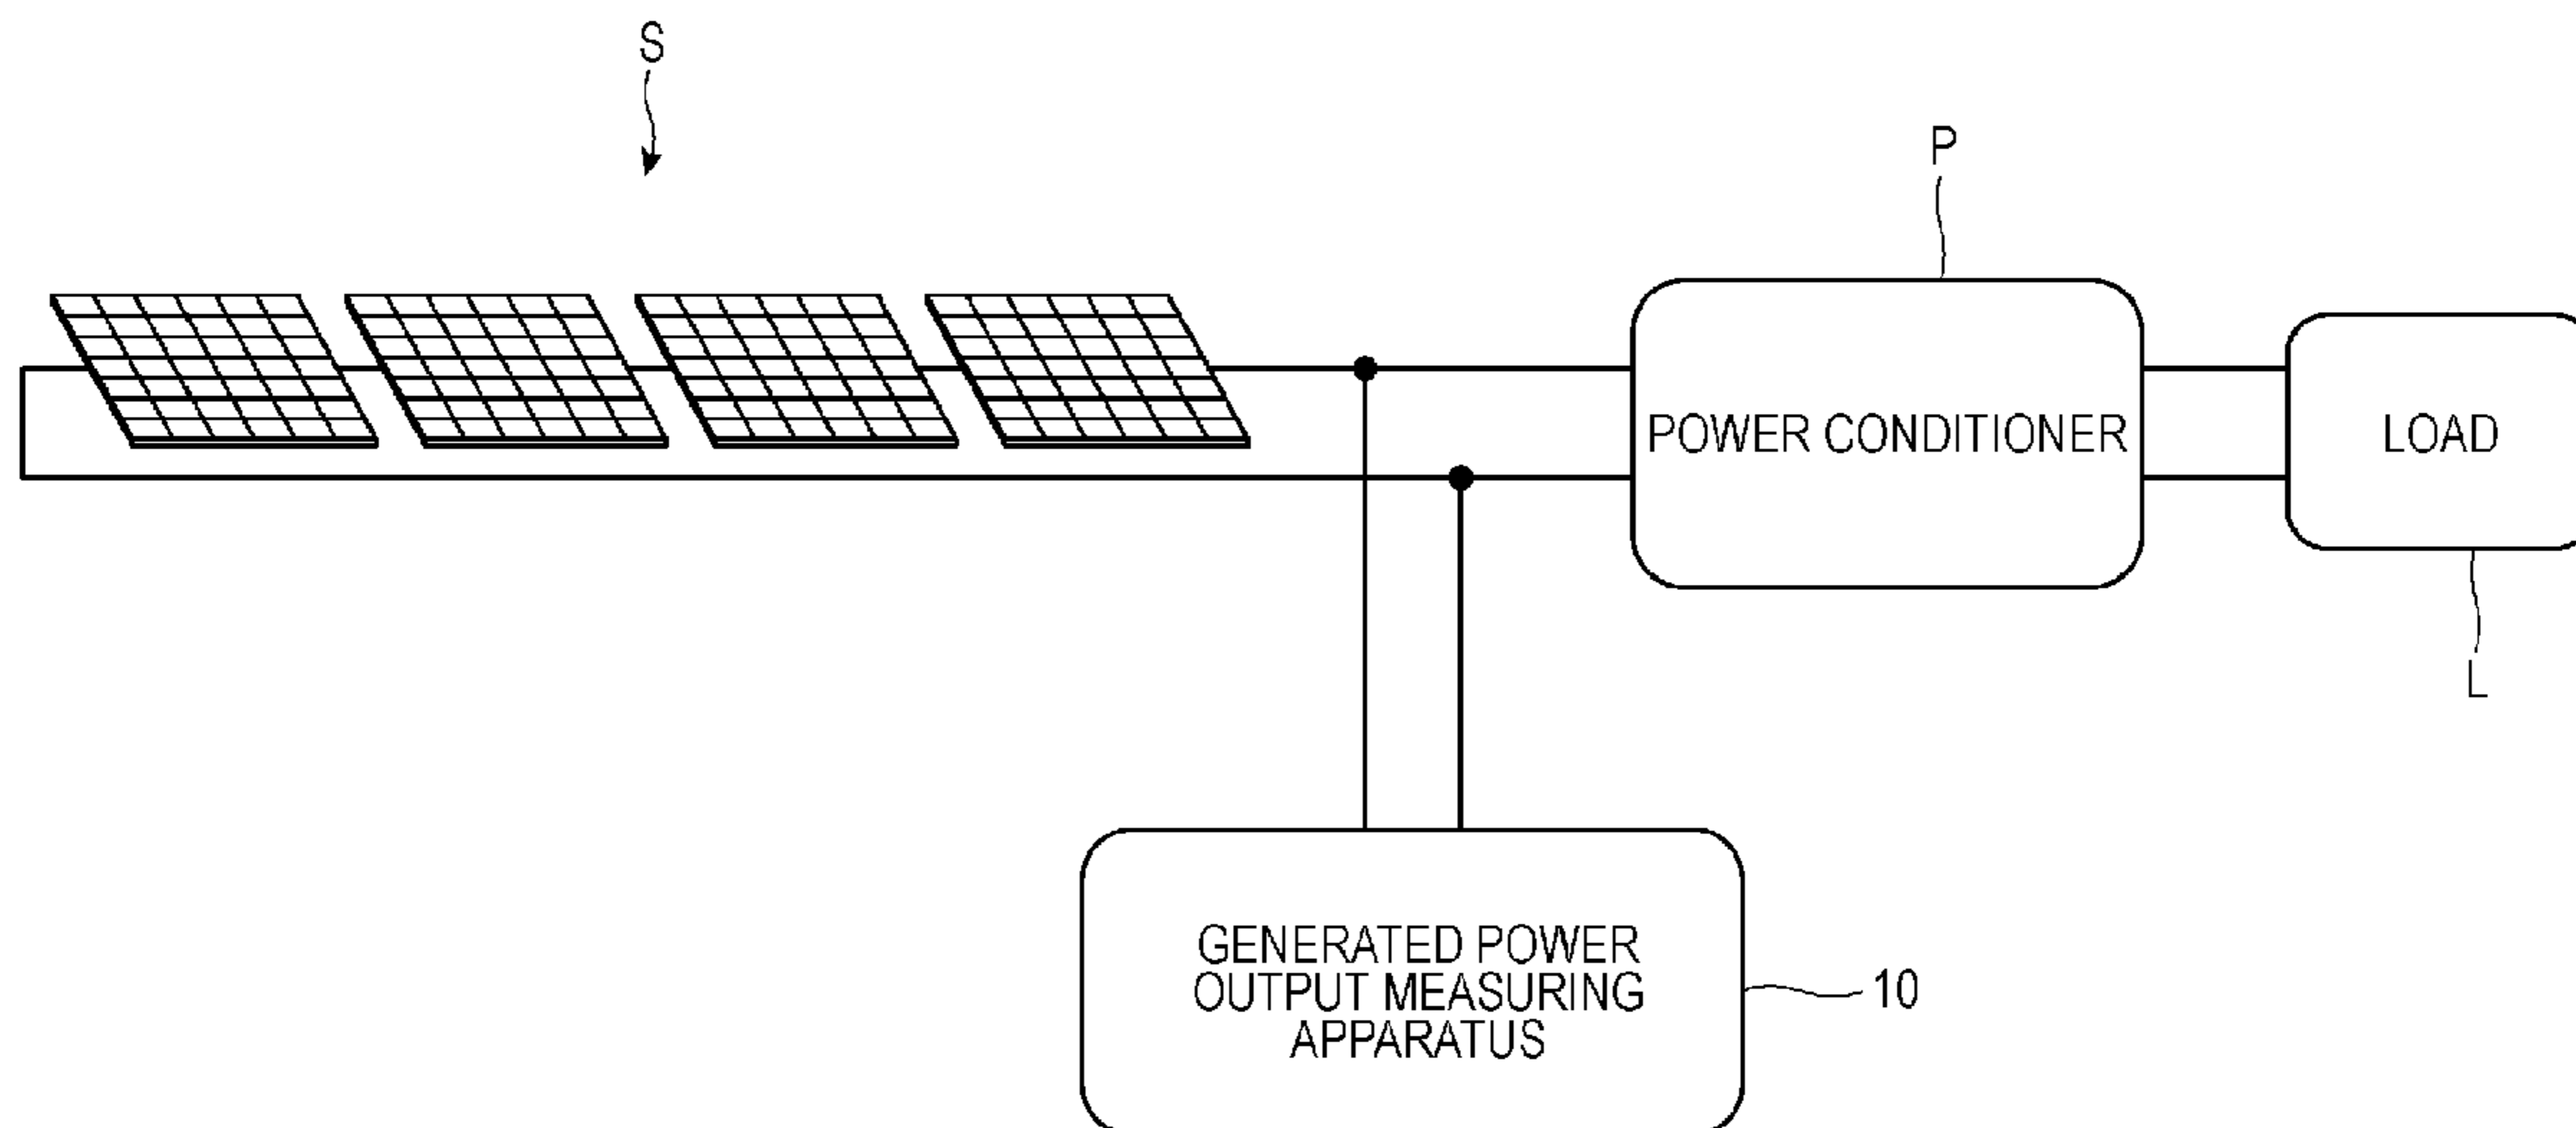 S
P
POWER CONDITIONER
LOAD
L
GENERATED POWER
OUTPUT MEASURING
APPARATUS
10